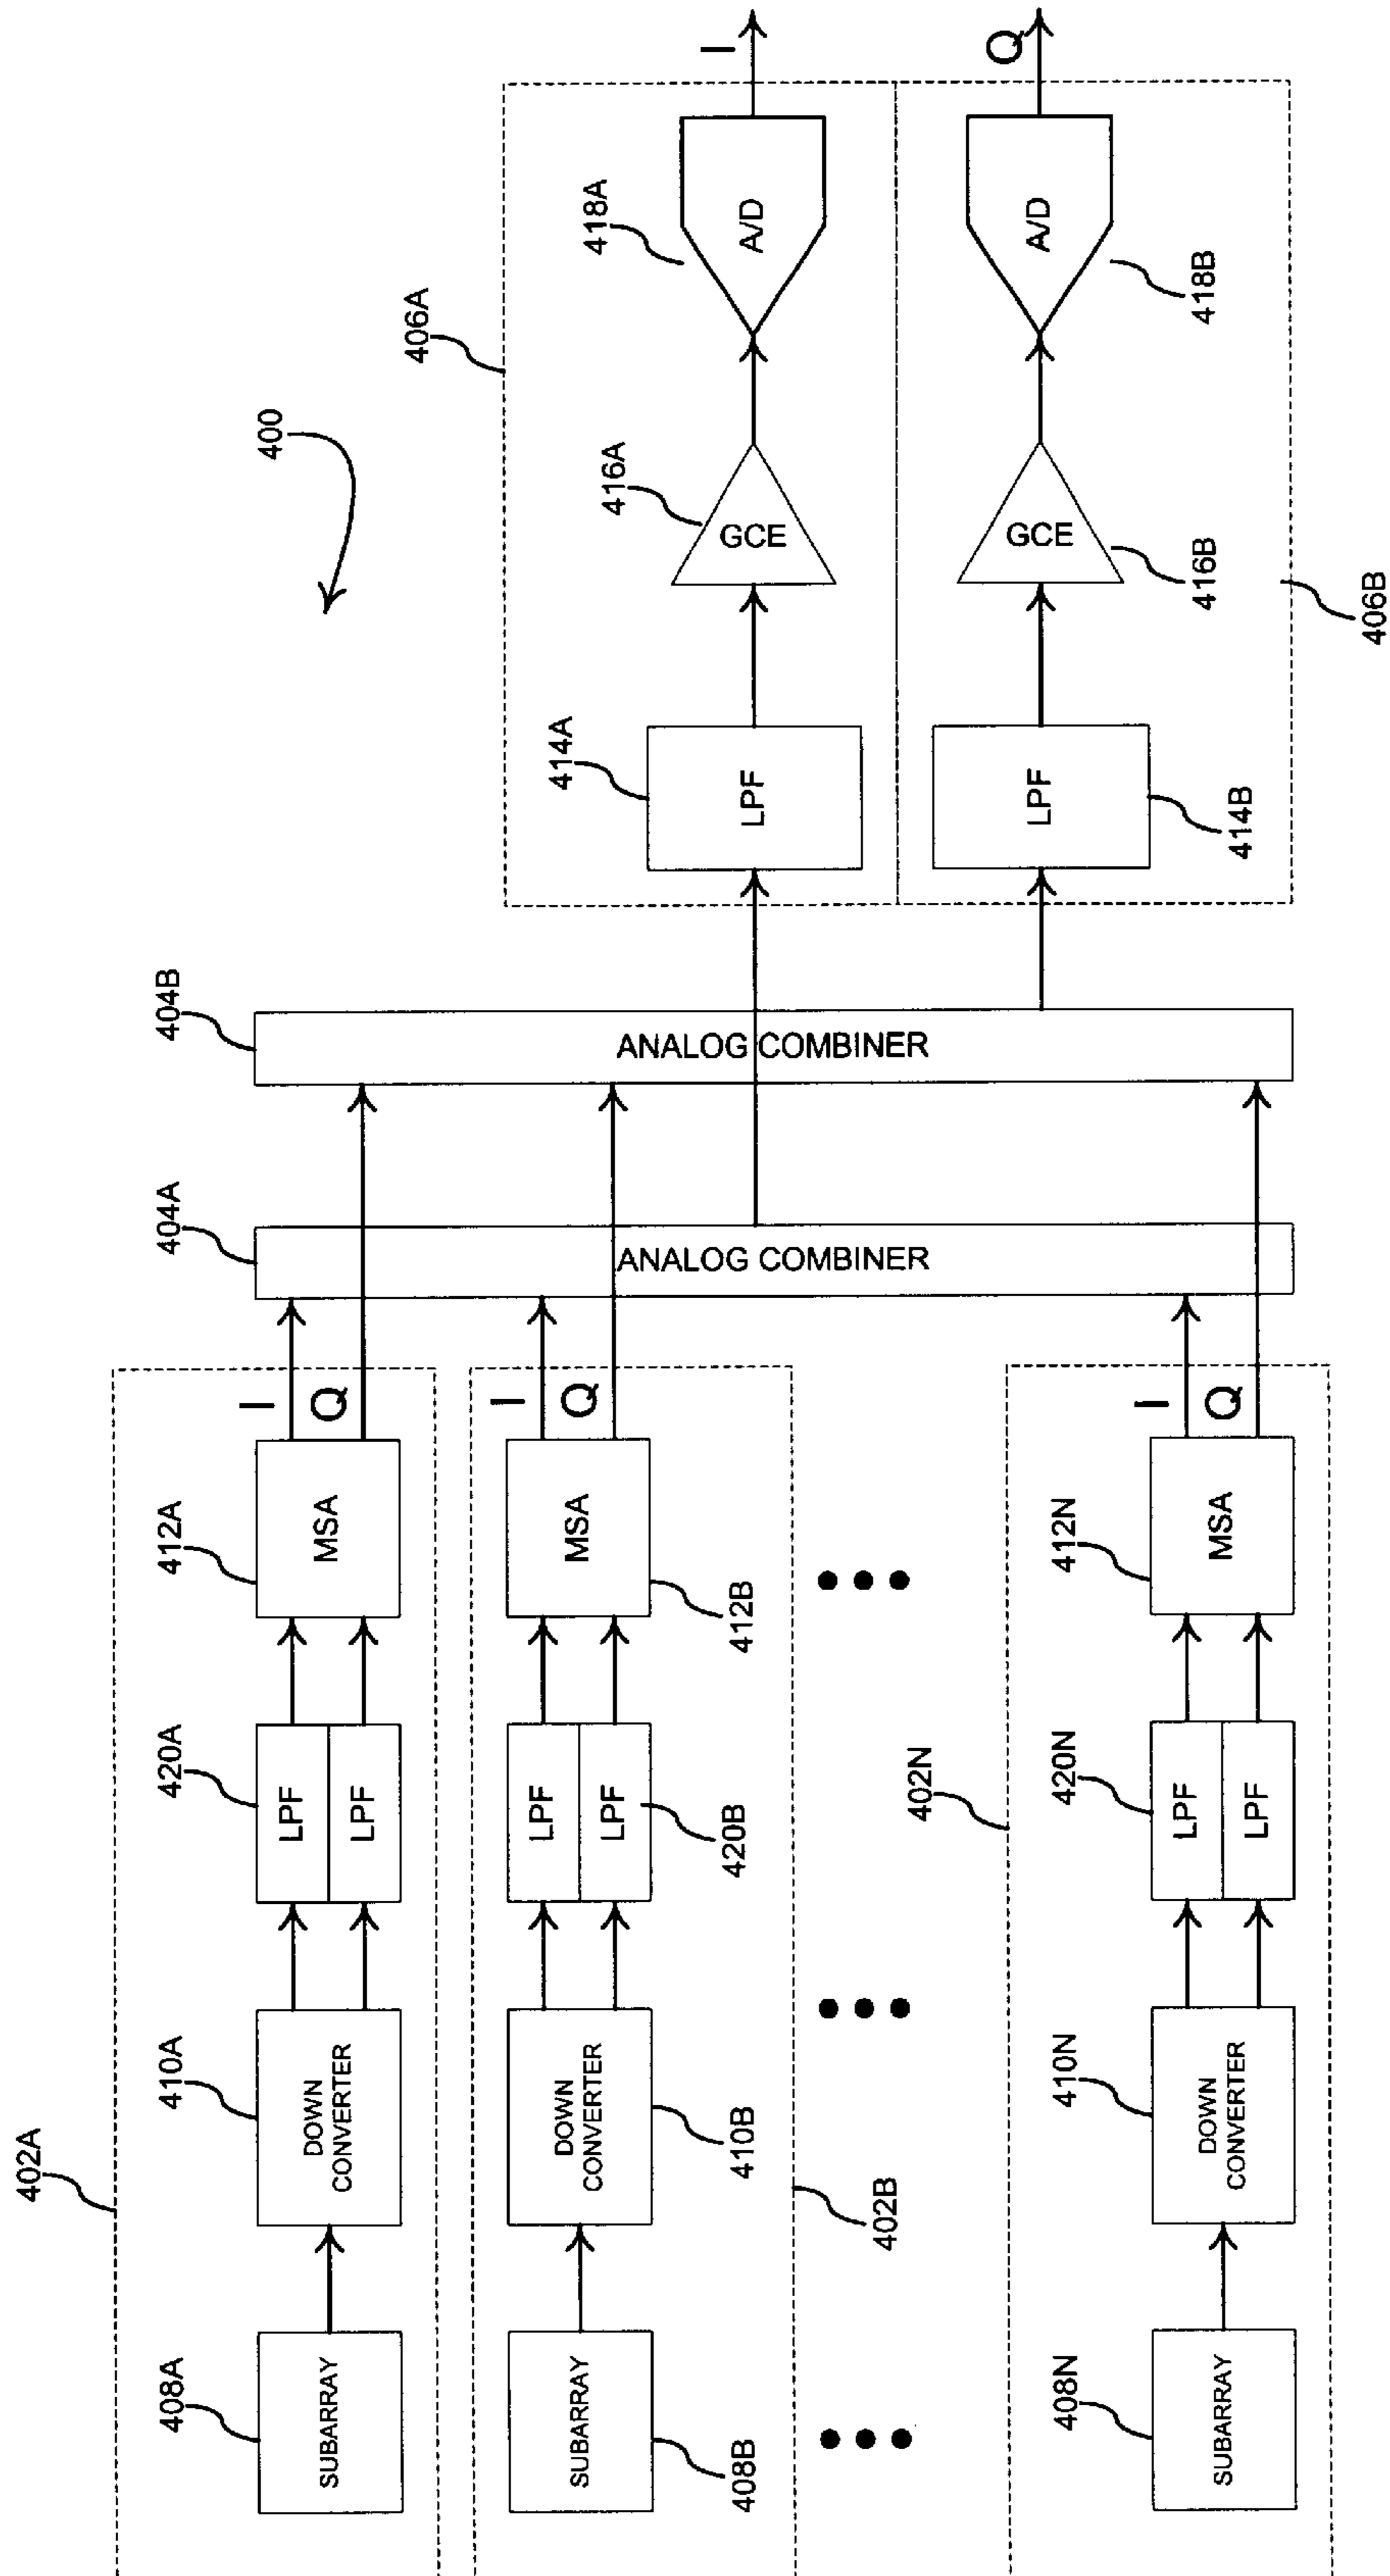 400
402A
408A
SUBARRAY
410A
DOWN
CONVERTER
420A
LPF
LPF
412A
MSA
I
Q
408B
SUBARRAY
410B
DOWN
CONVERTER
420B
LPF
LPF
412B
MSA
I
Q
402B
402N
408N
SUBARRAY
410N
DOWN
CONVERTER
420N
LPF
LPF
412N
MSA
I
Q
404A
ANALOG COMBINER
404B
ANALOG COMBINER
406A
414A
LPF
416A
GCE
418A
A/D
I
414B
LPF
416B
GCE
418B
A/D
Q
406B